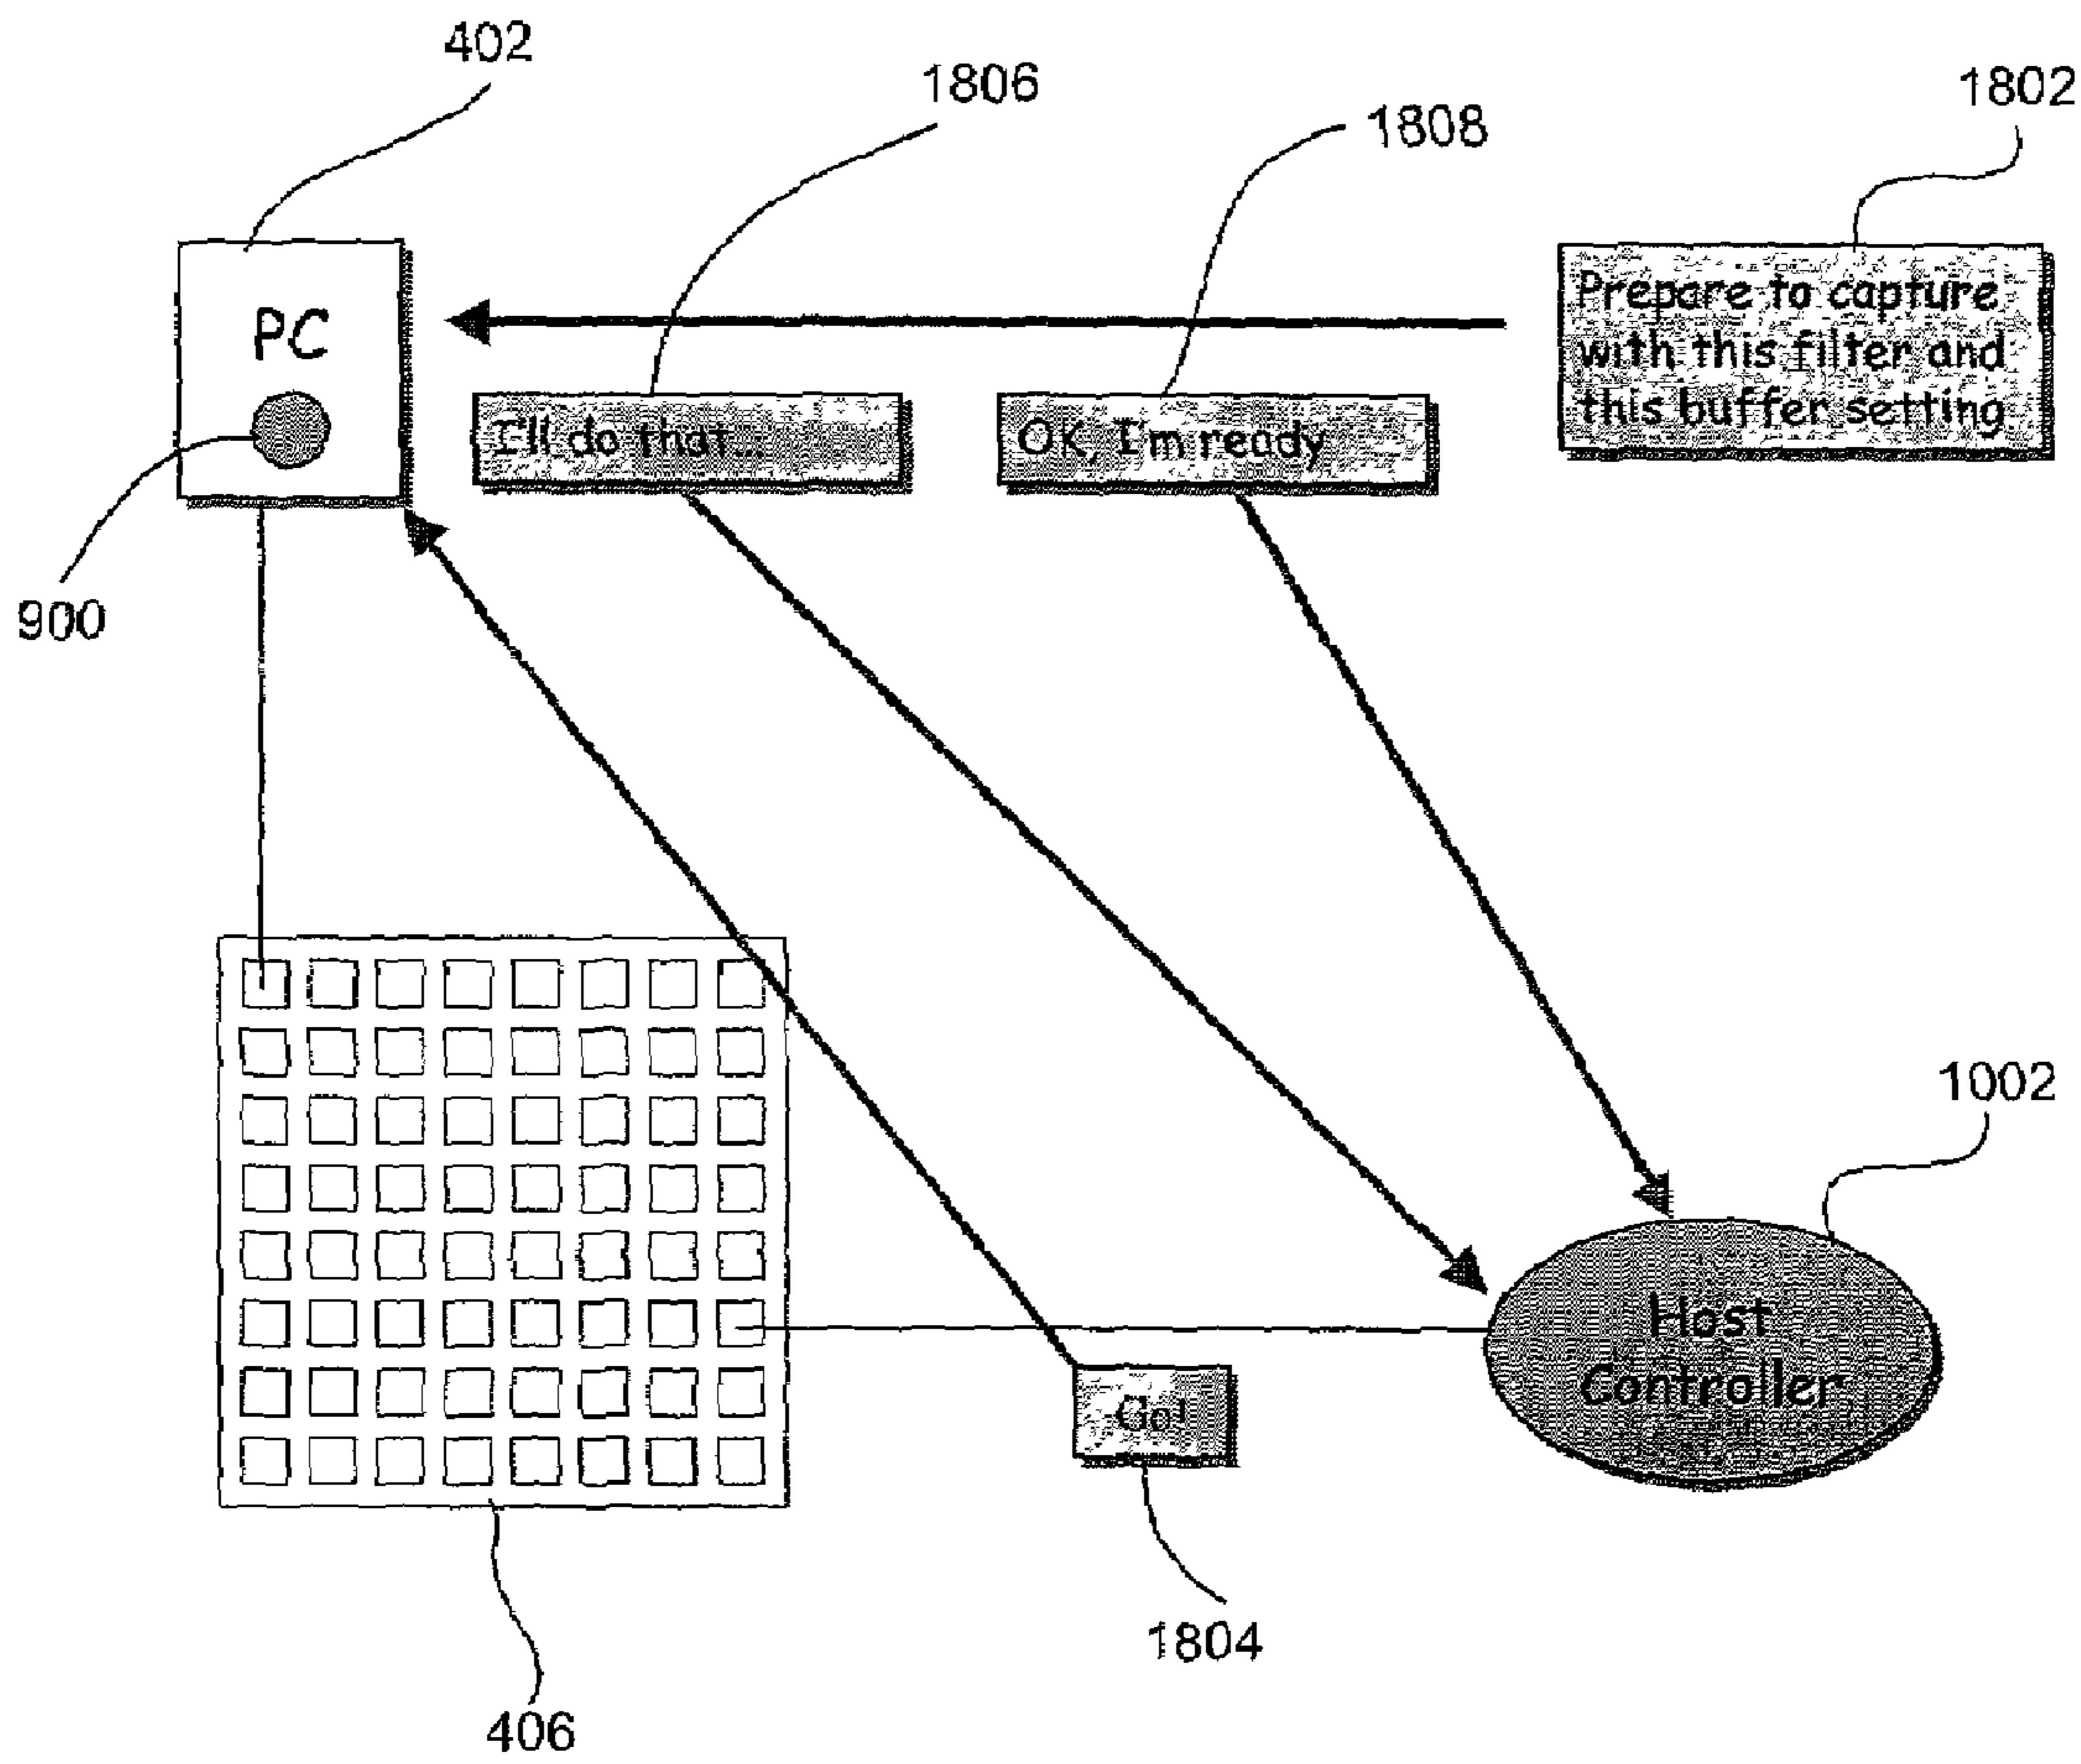 402
1806
1808
1802
PC
Prepare to capture
with this filter and
this buffer setting
I'll do that...
OK, I'm ready
900
1002
Host
Controller
Go!
1804
406